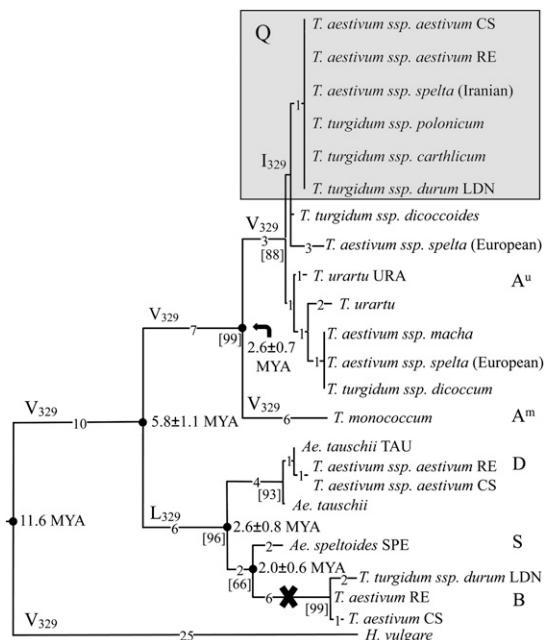 Q
T. aestivum ssp. aestivum CS
T. aestivum ssp. aestivum RE
T. aestivum ssp. spelta (Iranian)
1
T. turgidum ssp. polonicum
T. turgidum ssp. carthlicum
I329
T. turgidum ssp. durum LDN
T. turgidum ssp. dicoccoides
V329
3
3
T. aestivum ssp. spelta (European)
[88]
1
T. urartu URA
Au
1
2
T. urartu
V329
7
T. aestivum ssp. macha
[99]
2.6±0.7
MYA
1
T. aestivum ssp. spelta (European)
T. turgidum ssp. dicoccum
V329
V329
6
T. monococcum
Am
10
5.8±1.1 MYA
Ae. tauschii TAU
1
T. aestivum ssp. aestivum RE
D
4
1
T. aestivum ssp. aestivum CS
[93]
Ae. tauschii
L329
11.6 MYA
6
2.6±0.8 MYA
[96]
2
Ae. speltoides SPE
S
2
2.0±0.6 MYA
[66]
2
T. turgidum ssp. durum LDN
6
T. aestivum RE
B
[99]
V329
1
T. aestivum CS
25
H. vulgare